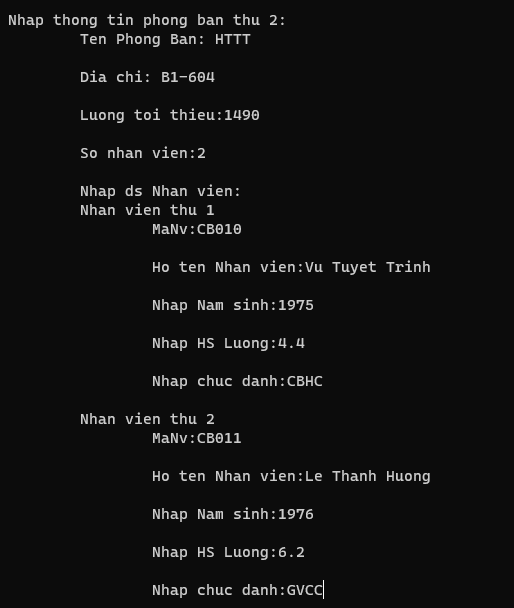 Nhap thong tin phong ban thu 2:
Ten Phong Ban: HTTT
Dia chi: B1-604
Luong toi thieu:1490
So nhan vien:2
Nhap ds Nhan vien:
Nhan vien thu 1
MaNv:CB010
Ho ten Nhan vien:Vu Tuyet Trinh
Nhap Nam sinh:1975
Nhap HS Luong:4.4
Nhap chuc danh:CBHC
Nhan vien thu 2
MaNv:CB011
Ho ten Nhan vien:Le Thanh Huong
Nhap Nam sinh:1976
Nhap HS Luong:6.2
Nhap chuc danh:GVCC